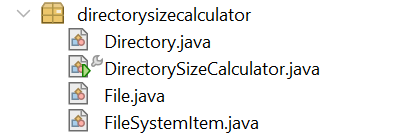 directorysizecalculator
Directory.java
DirectorySizeCalculator.java
File.java
FileSystemItem.java